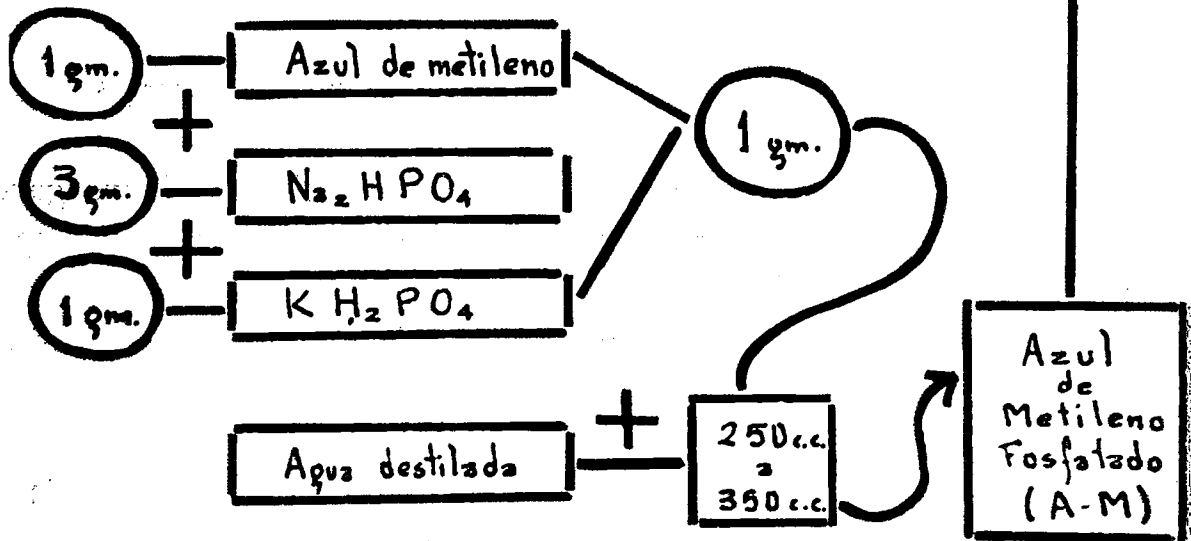 1 gm.
Azul de metileno
+
1 gm.
3 gm.
Na₂ H PO₄
+
1 gm.
K H₂ PO₄
Agua destilada
+
250 c.c.
a
350 c.c.
Azul
de
Metileno
Fosfatado
(A-M)